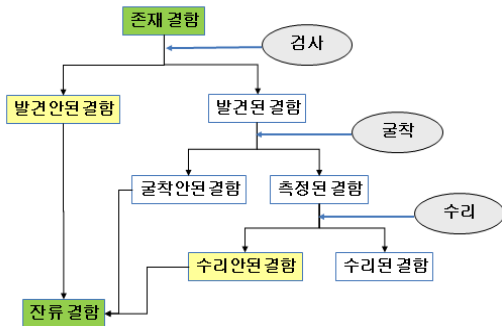 존재 결함
검사
발견안된결함
발견된결함
굴착
굴착안된결함
측정된결함
수리
수리안된결함
수리된결함
잔류결함